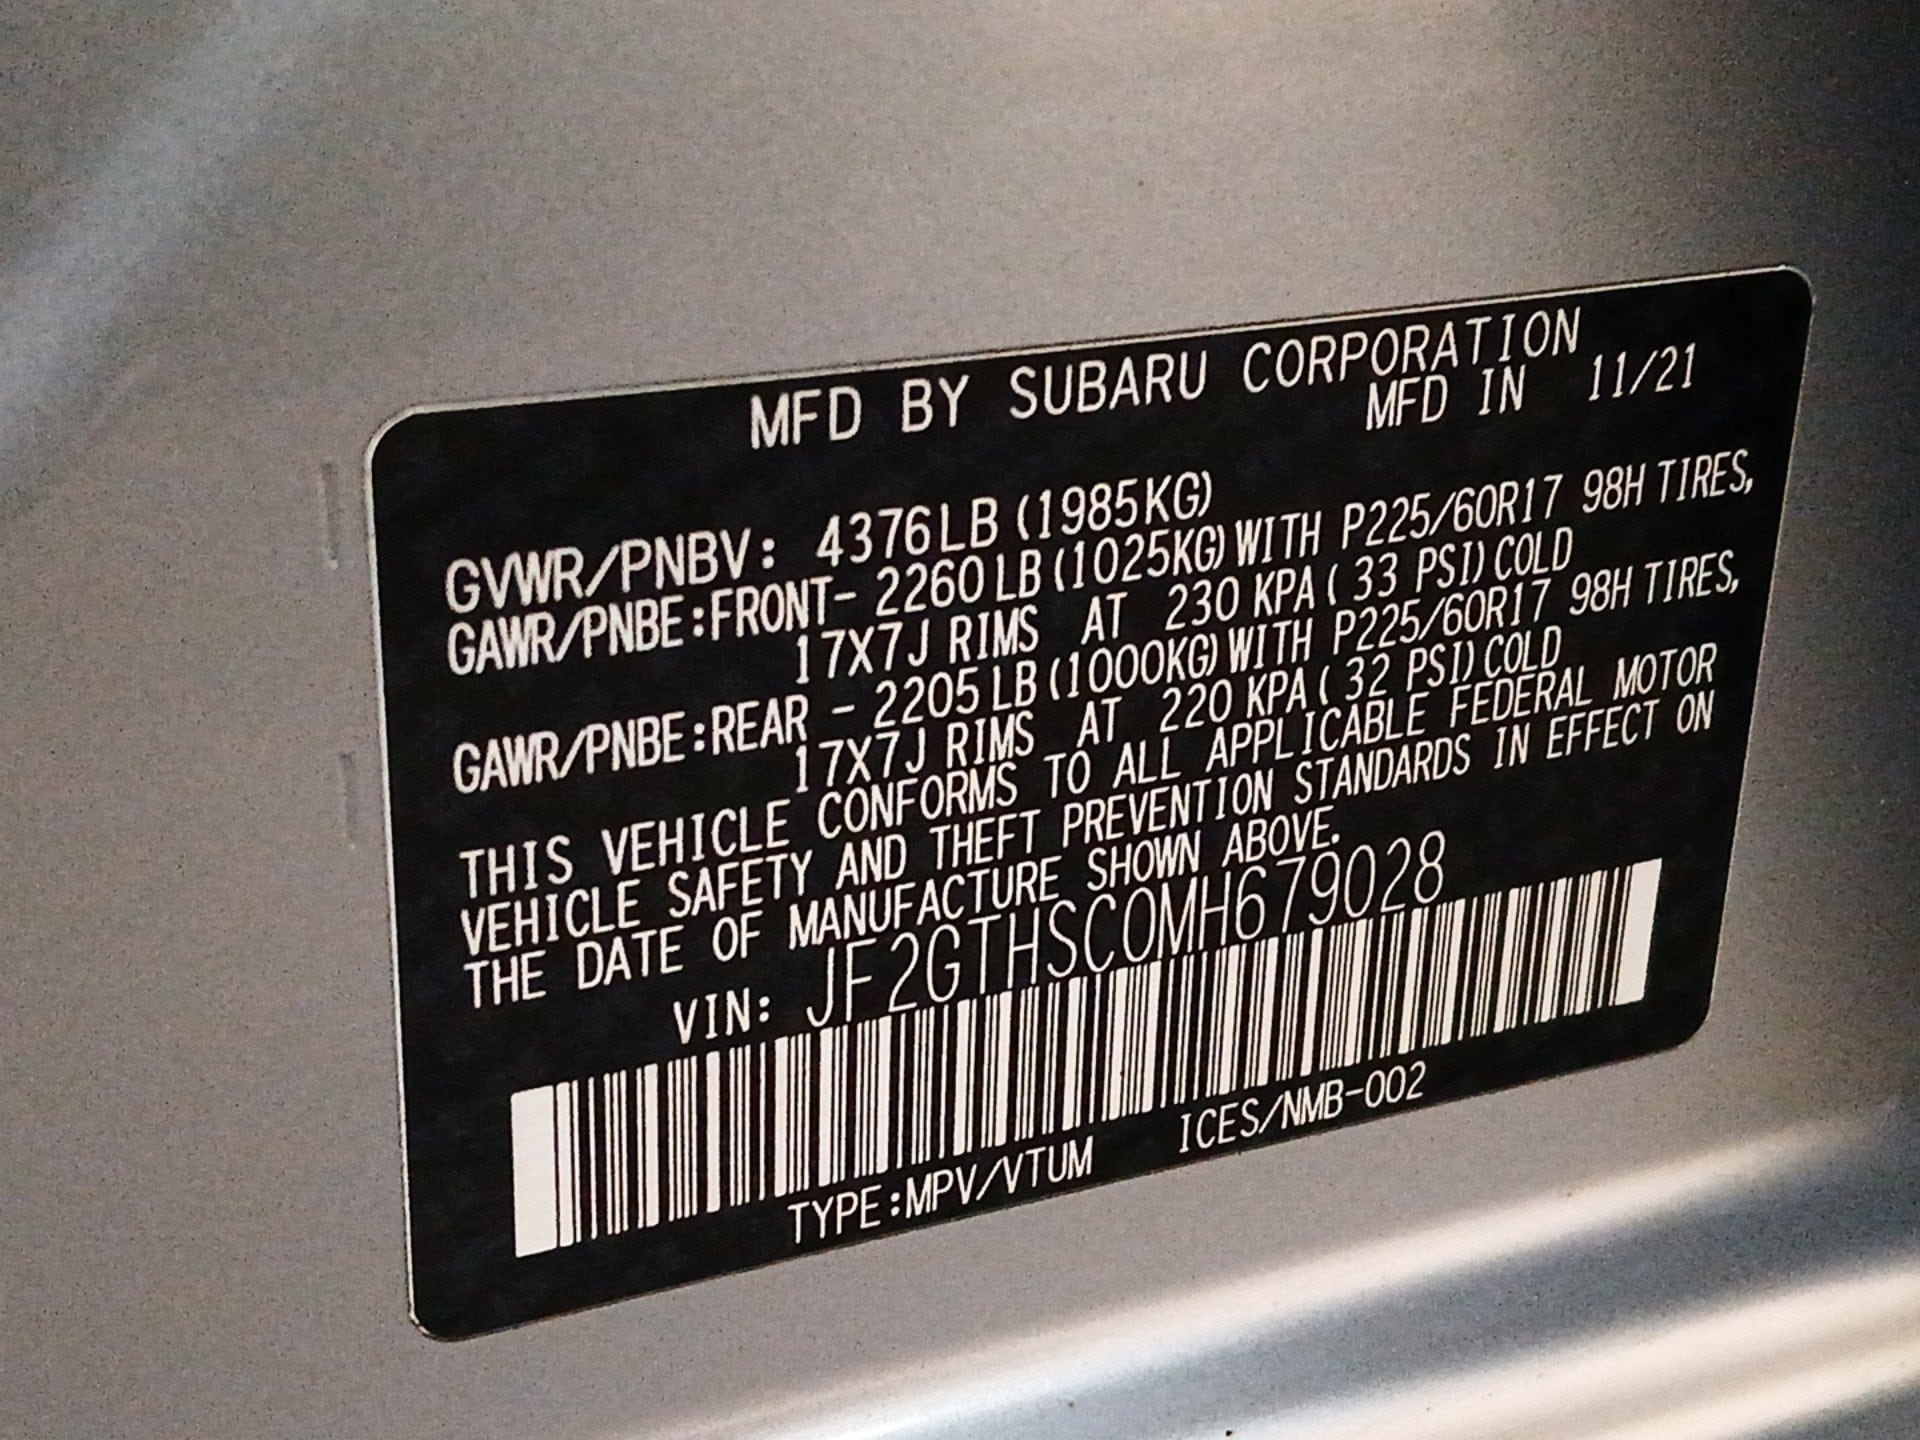 MFD BY SUBARU CORPORATION
MFD IN 11/21
GVWR/PNBV: 4376LB (1985KG)
GAWR/PNBE:FRONT- 2260LB (1025KG) WITH P225/60R17 98H TIRES,
17X7J RIMS AT 230 KPA ( 33 PSI) COLD
GAWR/PNBE:REAR - 2205LB (1000KG) WITH P225/60R17 98H TIRES,
17X7J RIMS AT 220 KPA ( 32 PSI) COLD
THIS VEHICLE CONFORMS TO ALL APPLICABLE FEDERAL MOTOR
VEHICLE SAFETY AND THEFT PREVENTION STANDARDS IN EFFECT ON
THE DATE OF MANUFACTURE SHOWN ABOVE.
VIN: JF2GTHSC0MH679028
TYPE:MPV/VTUM ICES/NMB-002